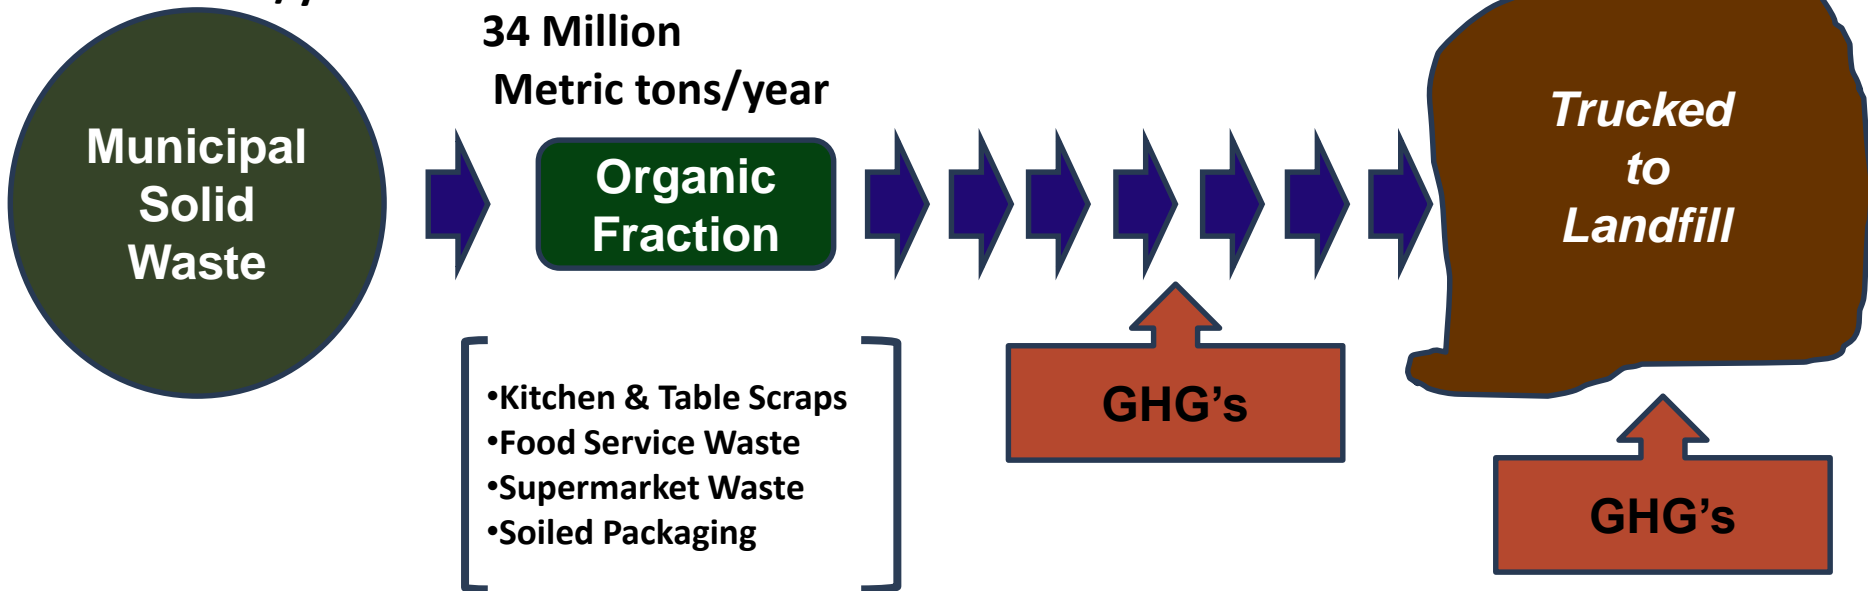 34 Million
Metric tons/year
Municipal
Solid
Waste
Organic
Fraction
Trucked
to
Landfill
•Kitchen & Table Scraps
•Food Service Waste
•Supermarket Waste
•Soiled Packaging
GHG’s
GHG’s